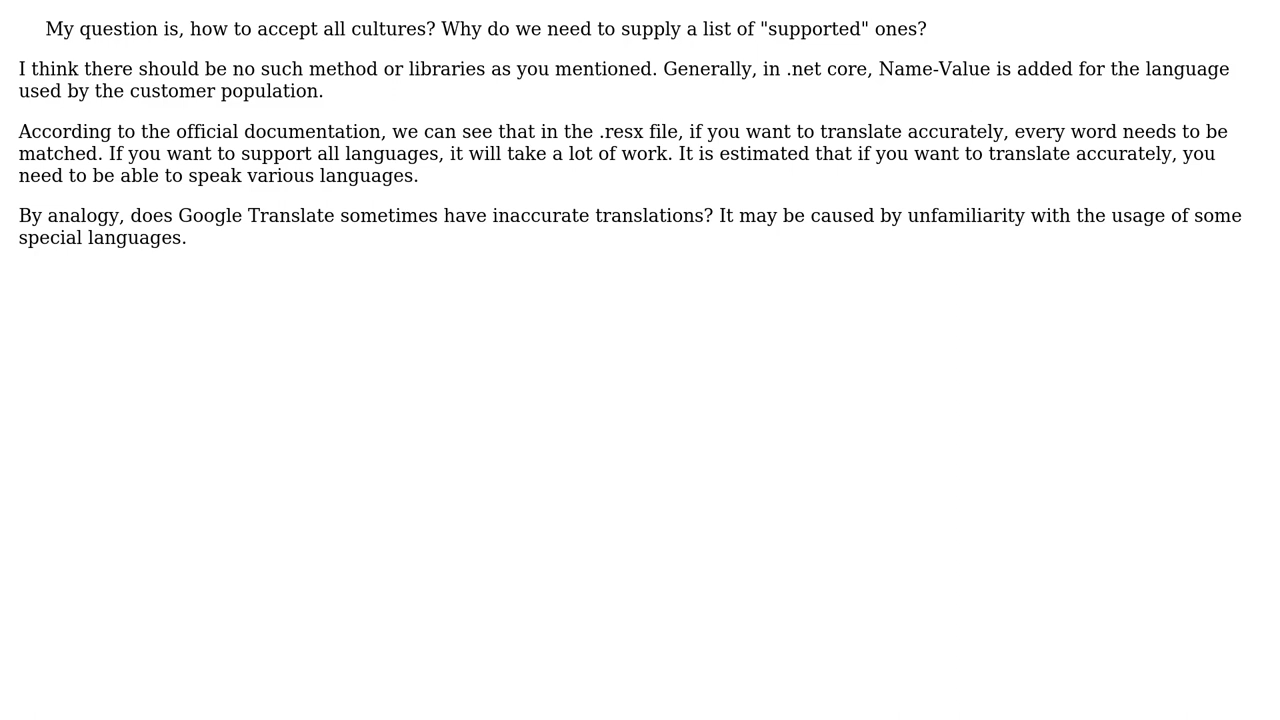 My question is, how to accept all cultures? Why do we need to supply a list of "supported" ones?
I think there should be no such method or libraries as you mentioned. Generally, in .net core, Name-Value is added for the language
used by the customer population.
According to the official documentation, we can see that in the .resx file, if you want to translate accurately, every word needs to be
matched. If you want to support all languages, it will take a lot of work. It is estimated that if you want to translate accurately, you
need to be able to speak various languages.
By analogy, does Google Translate sometimes have inaccurate translations? It may be caused by unfamiliarity with the usage of some
special languages.